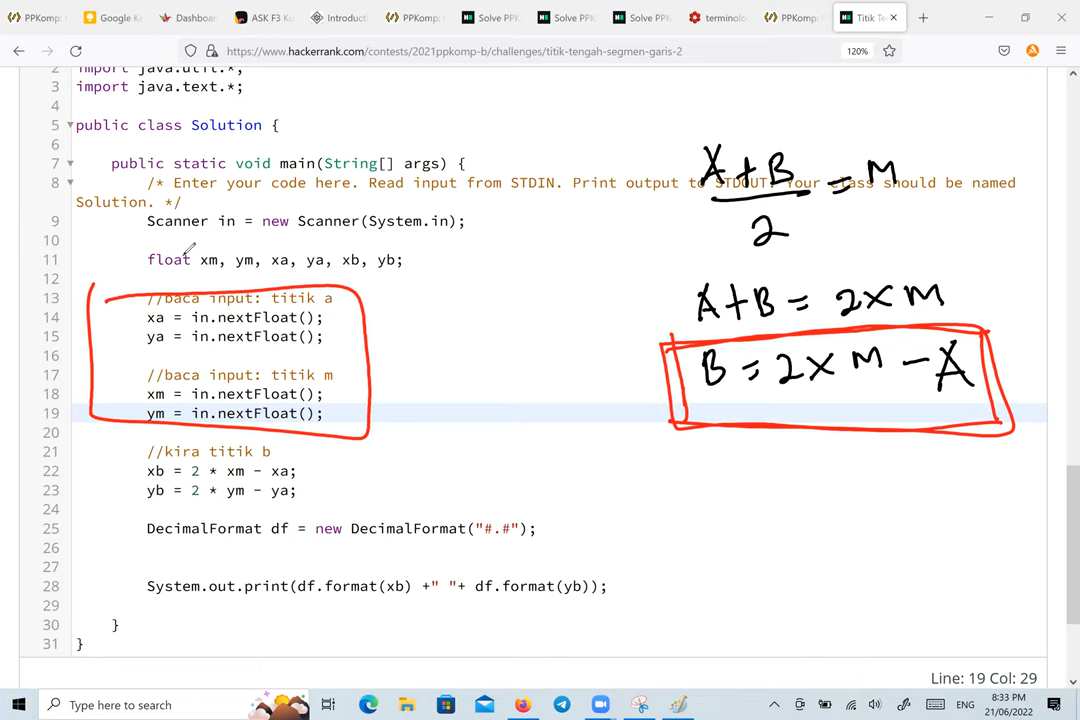 PPKomp:
Google K
Dashboar
ASK F3 K
Introduct
PPKomp:
Solve PPK
Solve PPK
Solve PPK
terminolo
PPKomp:
Titik Te
https://www.hackerrank.com/contests/2021ppkomp-b/challenges/titik-tengah-segmen-garis-2
120%
2 import java.util.*;
3 import java.text.*;
4
5 public class Solution {
6
7 public static void main(String[] args) {
8 /* Enter your code here. Read input from STDIN. Print output to STDOUT. Your class should be named
Solution. */
9 Scanner in = new Scanner(System.in);
10
11 float xm, ym, xa, ya, xb, yb;
12
13 //baca input: titik a
14 xa = in.nextFloat();
15 ya = in.nextFloat();
16
17 //baca input: titik m
18 xm = in.nextFloat();
19 ym = in.nextFloat();
20
21 //kira titik b
22 xb = 2 * xm - xa;
23 yb = 2 * ym - ya;
24
25 DecimalFormat df = new DecimalFormat("#.#");
26
27
28 System.out.print(df.format(xb) +" "+ df.format(yb));
29
30 }
31 }
A+B = M
2
A+B = 2 x M
B = 2 x M - A
Line: 19 Col: 29
Type here to search
ENG
8:33 PM
21/06/2022